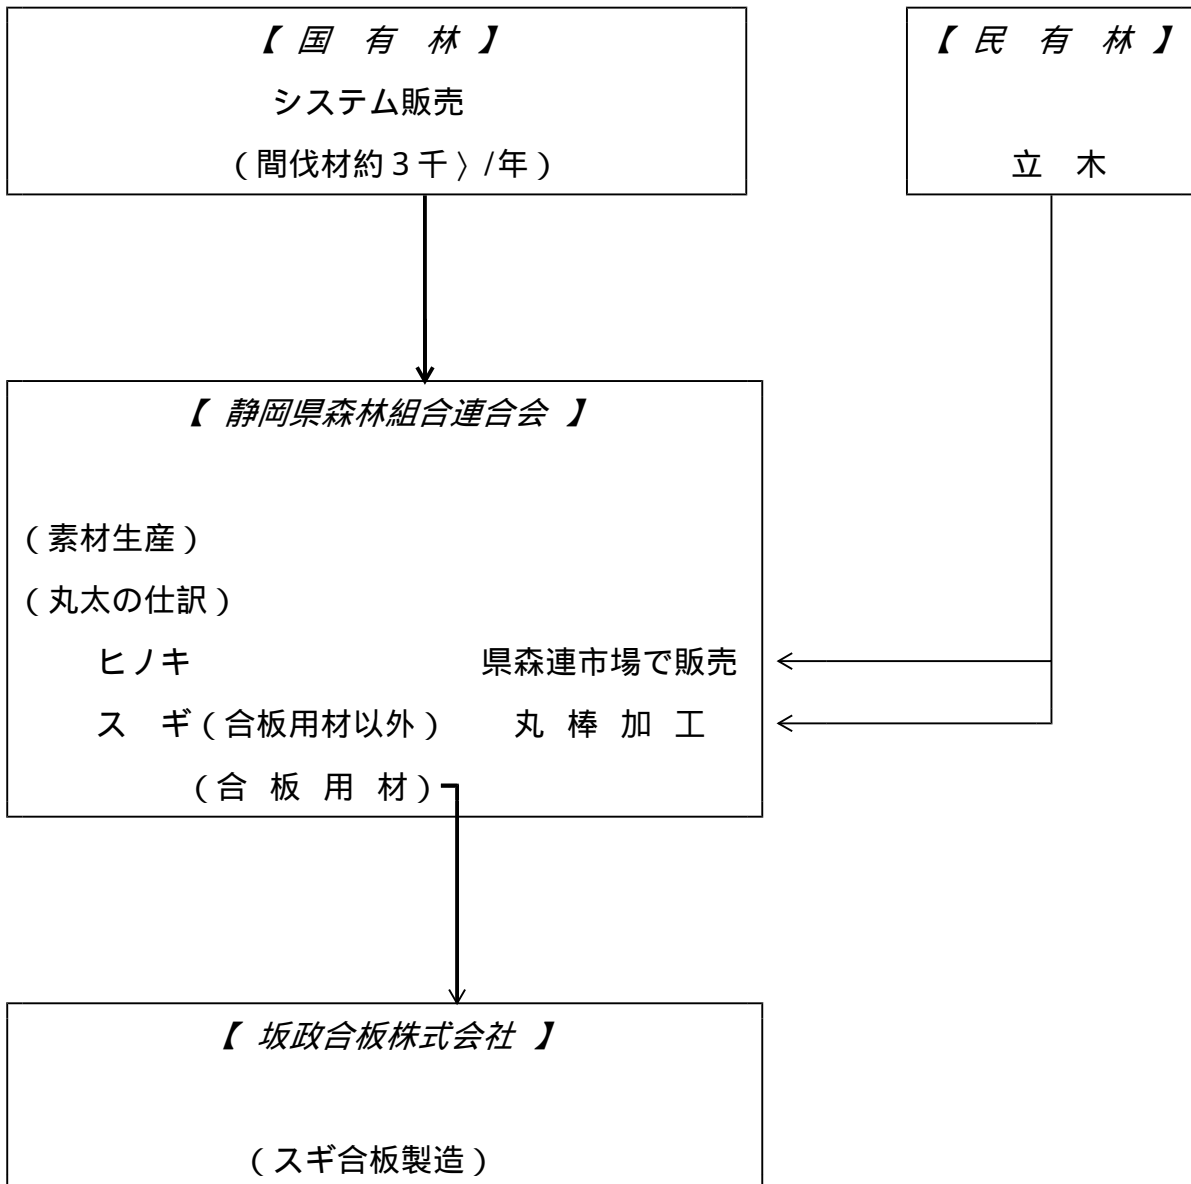 【 国 有 林 】
システム販売
(間伐材約3千〉/年)
【 民 有 林 】
立 木
【 静岡県森林組合連合会 】
(素材生産)
(丸太の仕訳)
ヒノキ 県森連市場で販売
ス ギ(合板用材以外) 丸 棒 加 工
(合 板 用 材)
【 坂政合板株式会社 】
(スギ合板製造)